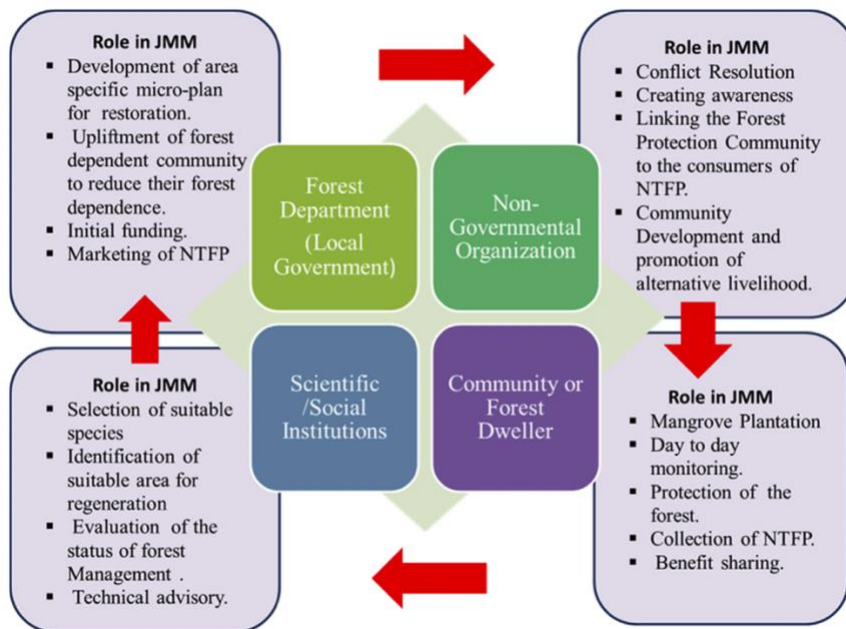 Role in JMM
▪ Development of area
specific micro-plan
for restoration.
▪ Upliftment of forest
dependent community
to reduce their forest
dependence.
▪ Initial funding.
▪ Marketing of NTFP
Role in JMM
▪ Conflict Resolution
▪ Creating awareness
▪ Linking the Forest
Protection Community
to the consumers of
NTFP.
▪ Community
Development and
promotion of
alternative livelihood.
Forest
Department
(Local
Government)
Non-
Governmental
Organization
Scientific
/Social
Institutions
Community or
Forest
Dweller
Role in JMM
▪ Selection of suitable
species
▪ Identification of
suitable area for
regeneration
▪ Evaluation of the
status of forest
Management .
▪ Technical advisory.
Role in JMM
▪ Mangrove Plantation
▪ Day to day
monitoring.
▪ Protection of the
forest.
▪ Collection of NTFP.
▪ Benefit sharing.